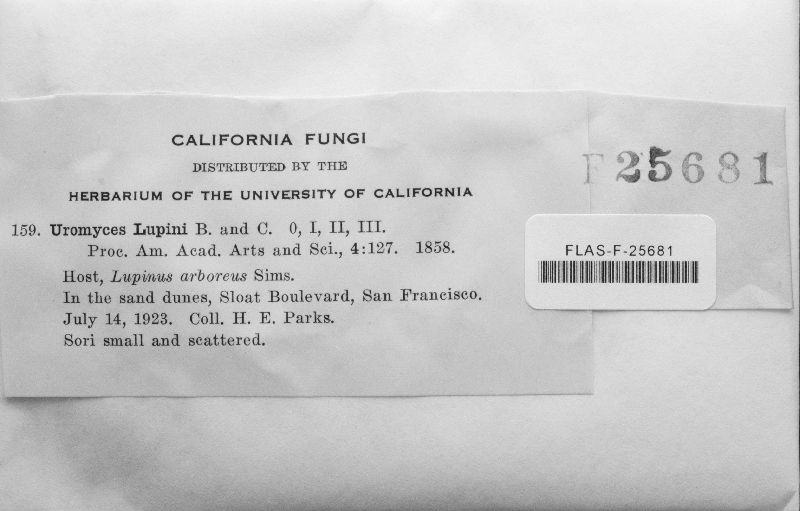 CALIFORNIA FUNGI
DISTRIBUTED BY THE
HERBARIUM OF THE UNIVERSITY OF CALIFORNIA
159. Uromyces Lupini B. and C. 0, I, II, III.
Proc. Am. Acad. Arts and Sci., 4:127. 1858.
Host, Lupinus arboreus Sims.
In the sand dunes, Sloat Boulevard, San Francisco.
July 14, 1923. Coll. H. E. Parks.
Sori small and scattered.
F 25681
FLAS-F-25681